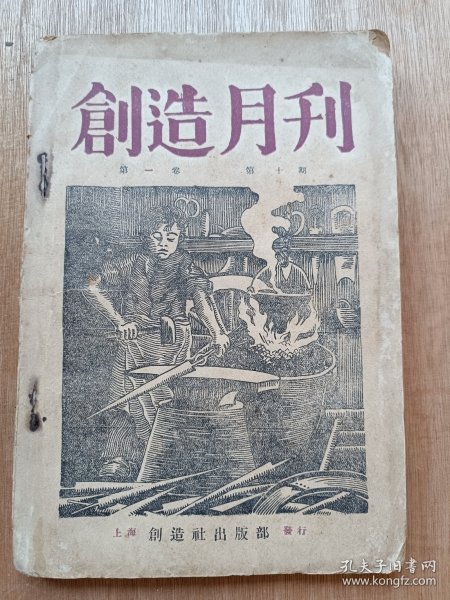 創造月刊
第一卷 第十期
上海 創造社出版部 發行
孔夫子旧书网
www.kongfz.com